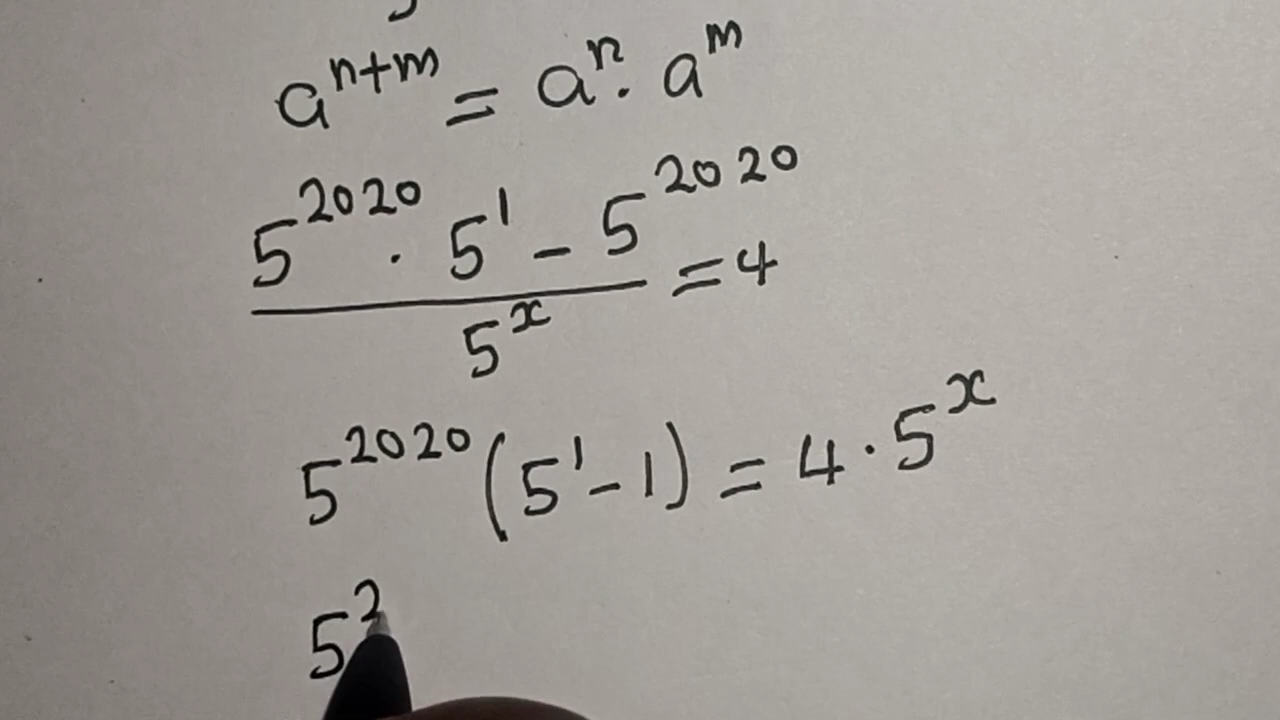 a^{n+m} = a^n · a^m
5^{2020} · 5^1 - 5^{2020}
5^x
= 4
5^{2020} (5^1 - 1) = 4 · 5^x
5^2